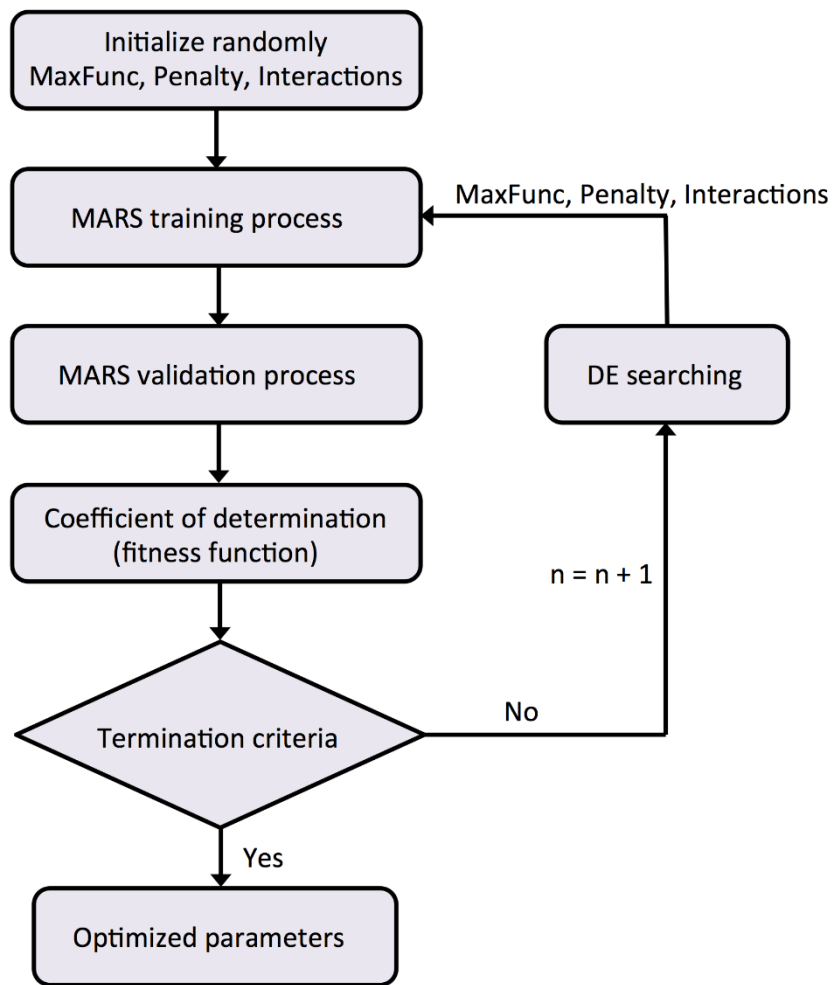 Initialize randomly
MaxFunc, Penalty, Interactions
MARS training process
MaxFunc, Penalty, Interactions
MARS validation process
DE searching
Coefficient of determination
(fitness function)
n = n + 1
Termination criteria
No
Yes
Optimized parameters